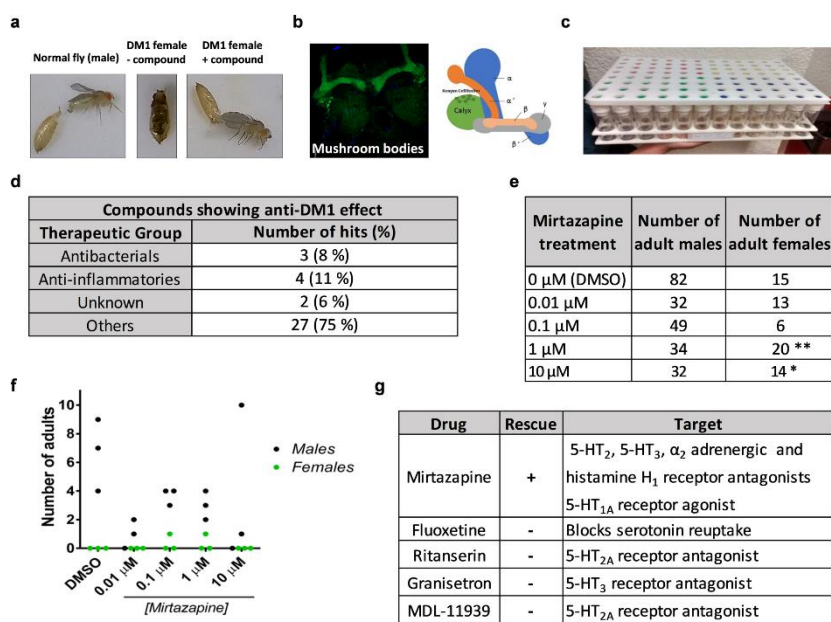 a
Normal fly (male)
DM1 female
- compound
DM1 female
+ compound
b
Mushroom bodies
Kenyon Cell bodies
Calyx
α
α'
β
γ
β'
c
d
Compounds showing anti-DM1 effect
Therapeutic Group Number of hits (%)
Antibacterials 3 (8 %)
Anti-inflammatories 4 (11 %)
Unknown 2 (6 %)
Others 27 (75 %)
e
Mirtazapine treatment Number of adult males Number of adult females
0 μM (DMSO) 82 15
0.01 μM 32 13
0.1 μM 49 6
1 μM 34 20 **
10 μM 32 14 *
f
Number of adults
10
8
6
4
2
0
DMSO
0.01 μM
0.1 μM
1 μM
10 μM
[Mirtazapine]
Males
Females
g
Drug Rescue Target
Mirtazapine + 5-HT2, 5-HT3, α2 adrenergic and
histamine H1 receptor antagonists
5-HT1A receptor agonist
Fluoxetine - Blocks serotonin reuptake
Ritanserin - 5-HT2A receptor antagonist
Granisetron - 5-HT3 receptor antagonist
MDL-11939 - 5-HT2A receptor antagonist